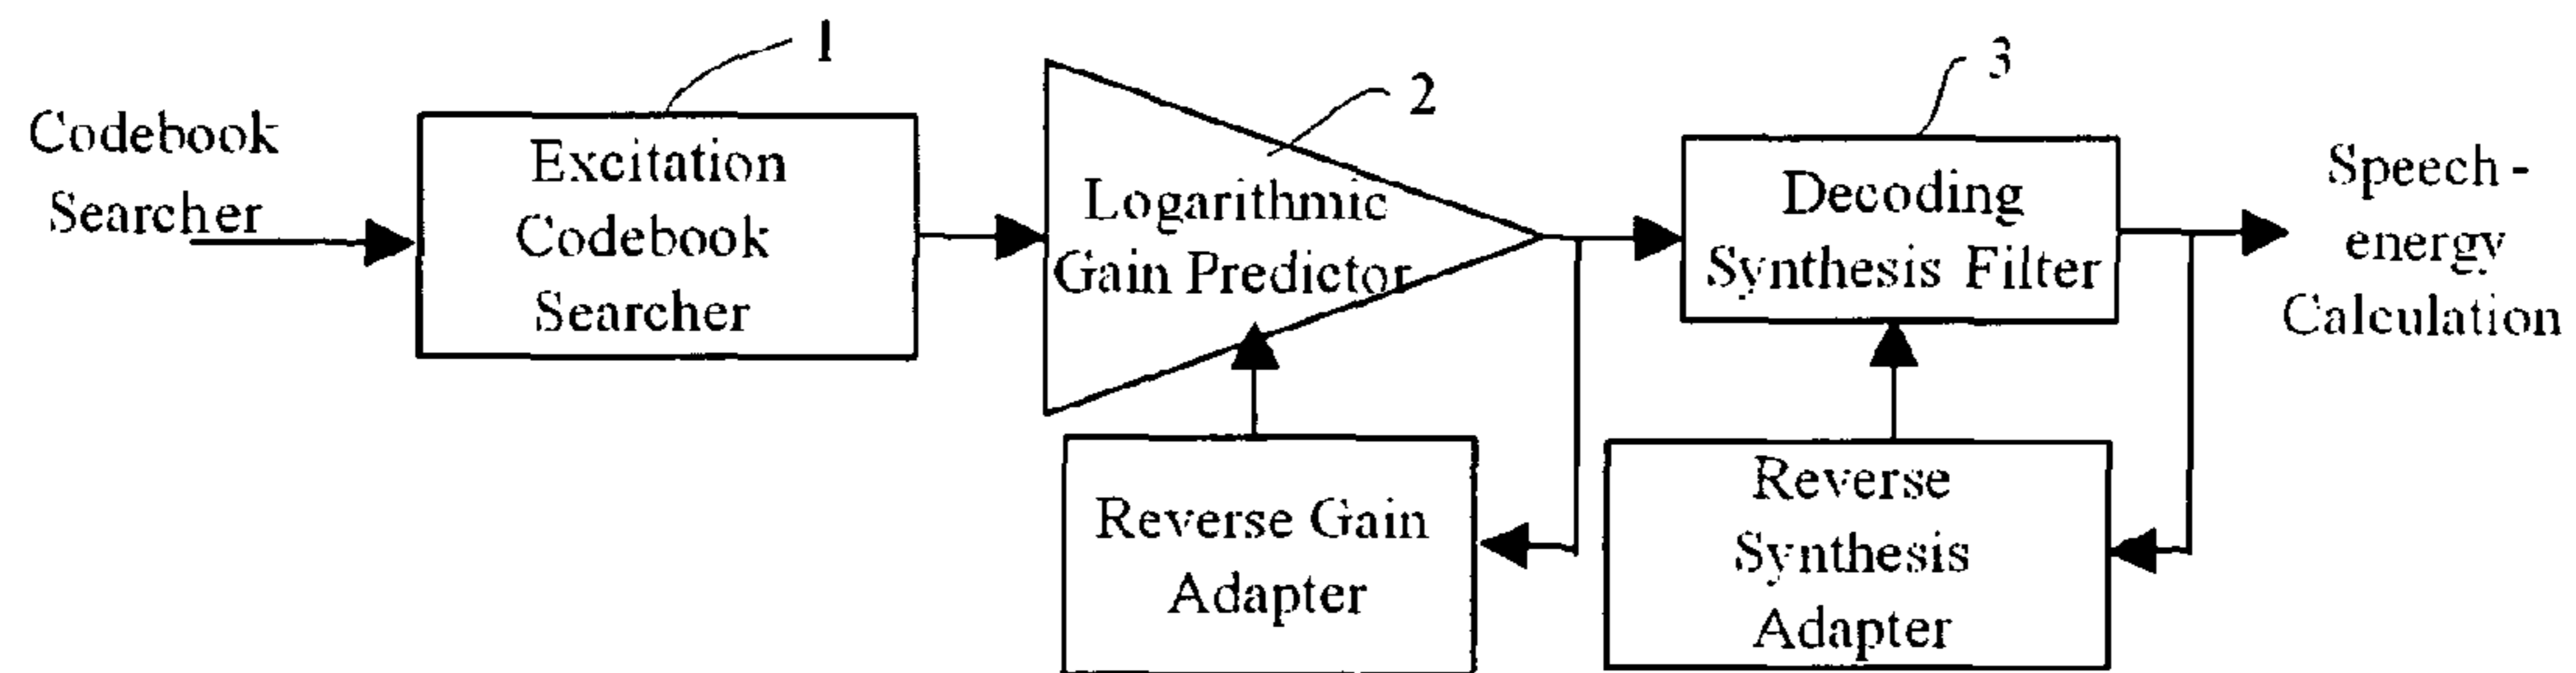 1
2
3
Codebook
Searcher
Excitation
Codebook
Searcher
Logarithmic
Gain Predictor
Decoding
Synthesis Filter
Speech -
energy
Calculation
Reverse Gain
Adapter
Reverse
Synthesis
Adapter